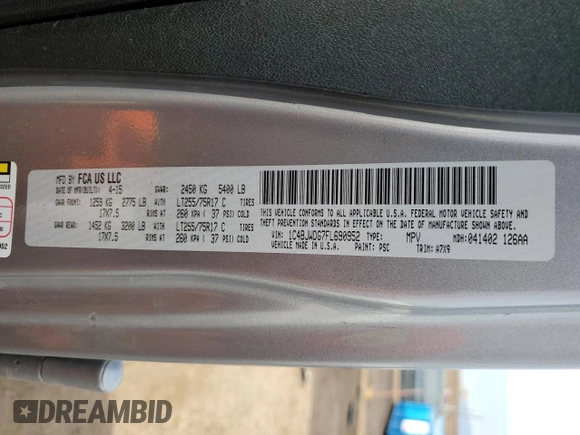 MFD BY FCA US LLC
DATE OF MFR(BUILT): 4-15 GVWR: 2450 KG 5400 LB
GAWR FRONT: 1259 KG 2775 LB WITH LT255/75R17 C TIRES
17X7.5 RIMS AT 260 KPA ( 37 PSI) COLD
GAWR REAR: 1452 KG 3200 LB WITH LT255/75R17 C TIRES
17X7.5 RIMS AT 260 KPA ( 37 PSI) COLD
THIS VEHICLE CONFORMS TO ALL APPLICABLE U.S.A. FEDERAL MOTOR VEHICLE SAFETY AND
THEFT PREVENTION STANDARDS IN EFFECT ON THE DATE OF MANUFACTURE SHOWN ABOVE.
VIN: 1C4BJWDG7FL690952 TYPE: MPV MDH: 041402 126AA
VEHICLE MADE IN U.S.A. PAINT: PSC TRIM: A7X9
DREAMBID